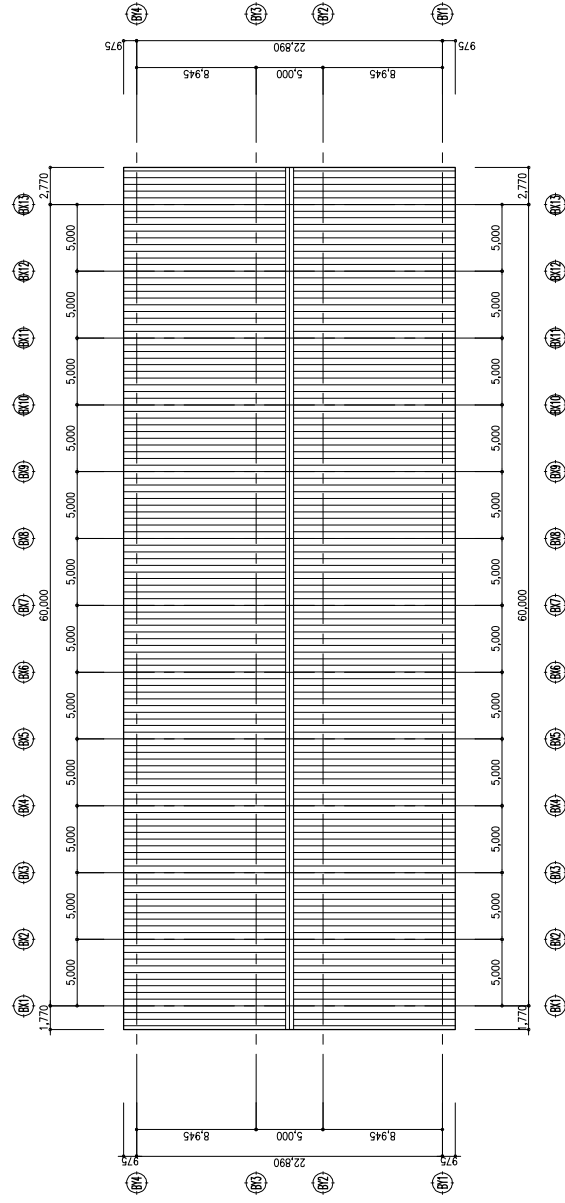 BY4
BY3
BY2
BY1
975
22,890
975
8,945
5,000
8,945
2,770
2,770
BX13
5,000
5,000
BX13
BX12
5,000
5,000
BX12
BX11
5,000
5,000
BX11
BX10
5,000
5,000
BX10
BX9
5,000
5,000
BX9
BX8
5,000
5,000
BX8
BX7
60,000
60,000
BX7
5,000
5,000
BX6
BX6
5,000
5,000
BX5
BX5
5,000
5,000
BX4
BX4
5,000
5,000
BX3
BX3
5,000
5,000
BX2
BX2
5,000
5,000
BX1
BX1
1,770
1,770
8,945
5,000
8,945
975
22,890
975
BY4
BY3
BY2
BY1